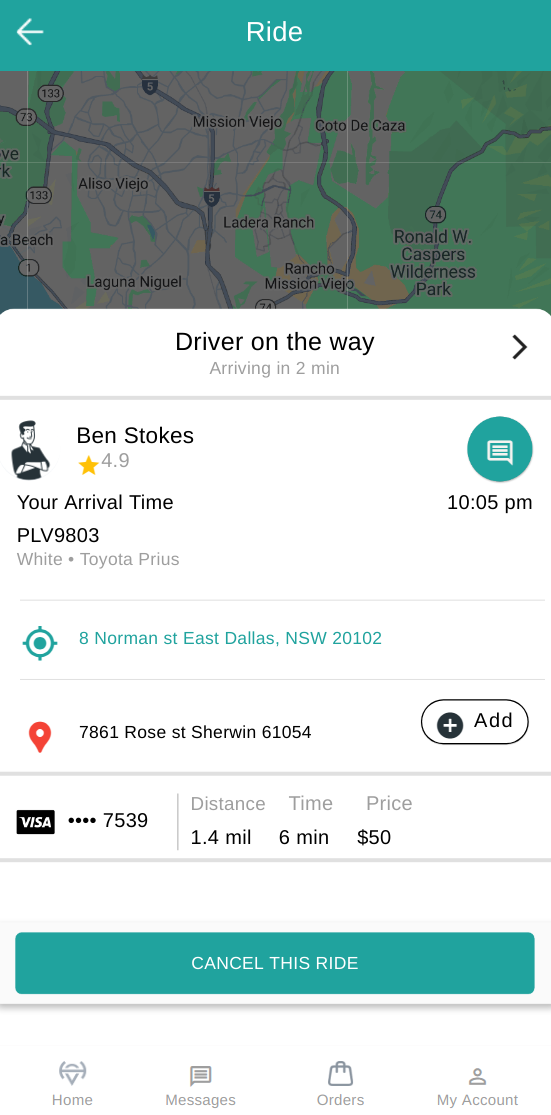 Ride
133
5
73
Mission Viejo
Coto De Caza
ove
rk
Aliso Viejo
133
5
74
y
Ladera Ranch
a Beach
Ronald W.
Caspers
Wilderness
Park
1
Rancho
Mission Viejo
Laguna Niguel
74
Driver on the way
Arriving in 2 min
Ben Stokes
4.9
Your Arrival Time 10:05 pm
PLV9803
White • Toyota Prius
8 Norman st East Dallas, NSW 20102
7861 Rose st Sherwin 61054
Add
Distance Time Price
VISA •••• 7539
1.4 mil 6 min $50
CANCEL THIS RIDE
Home Messages Orders My Account